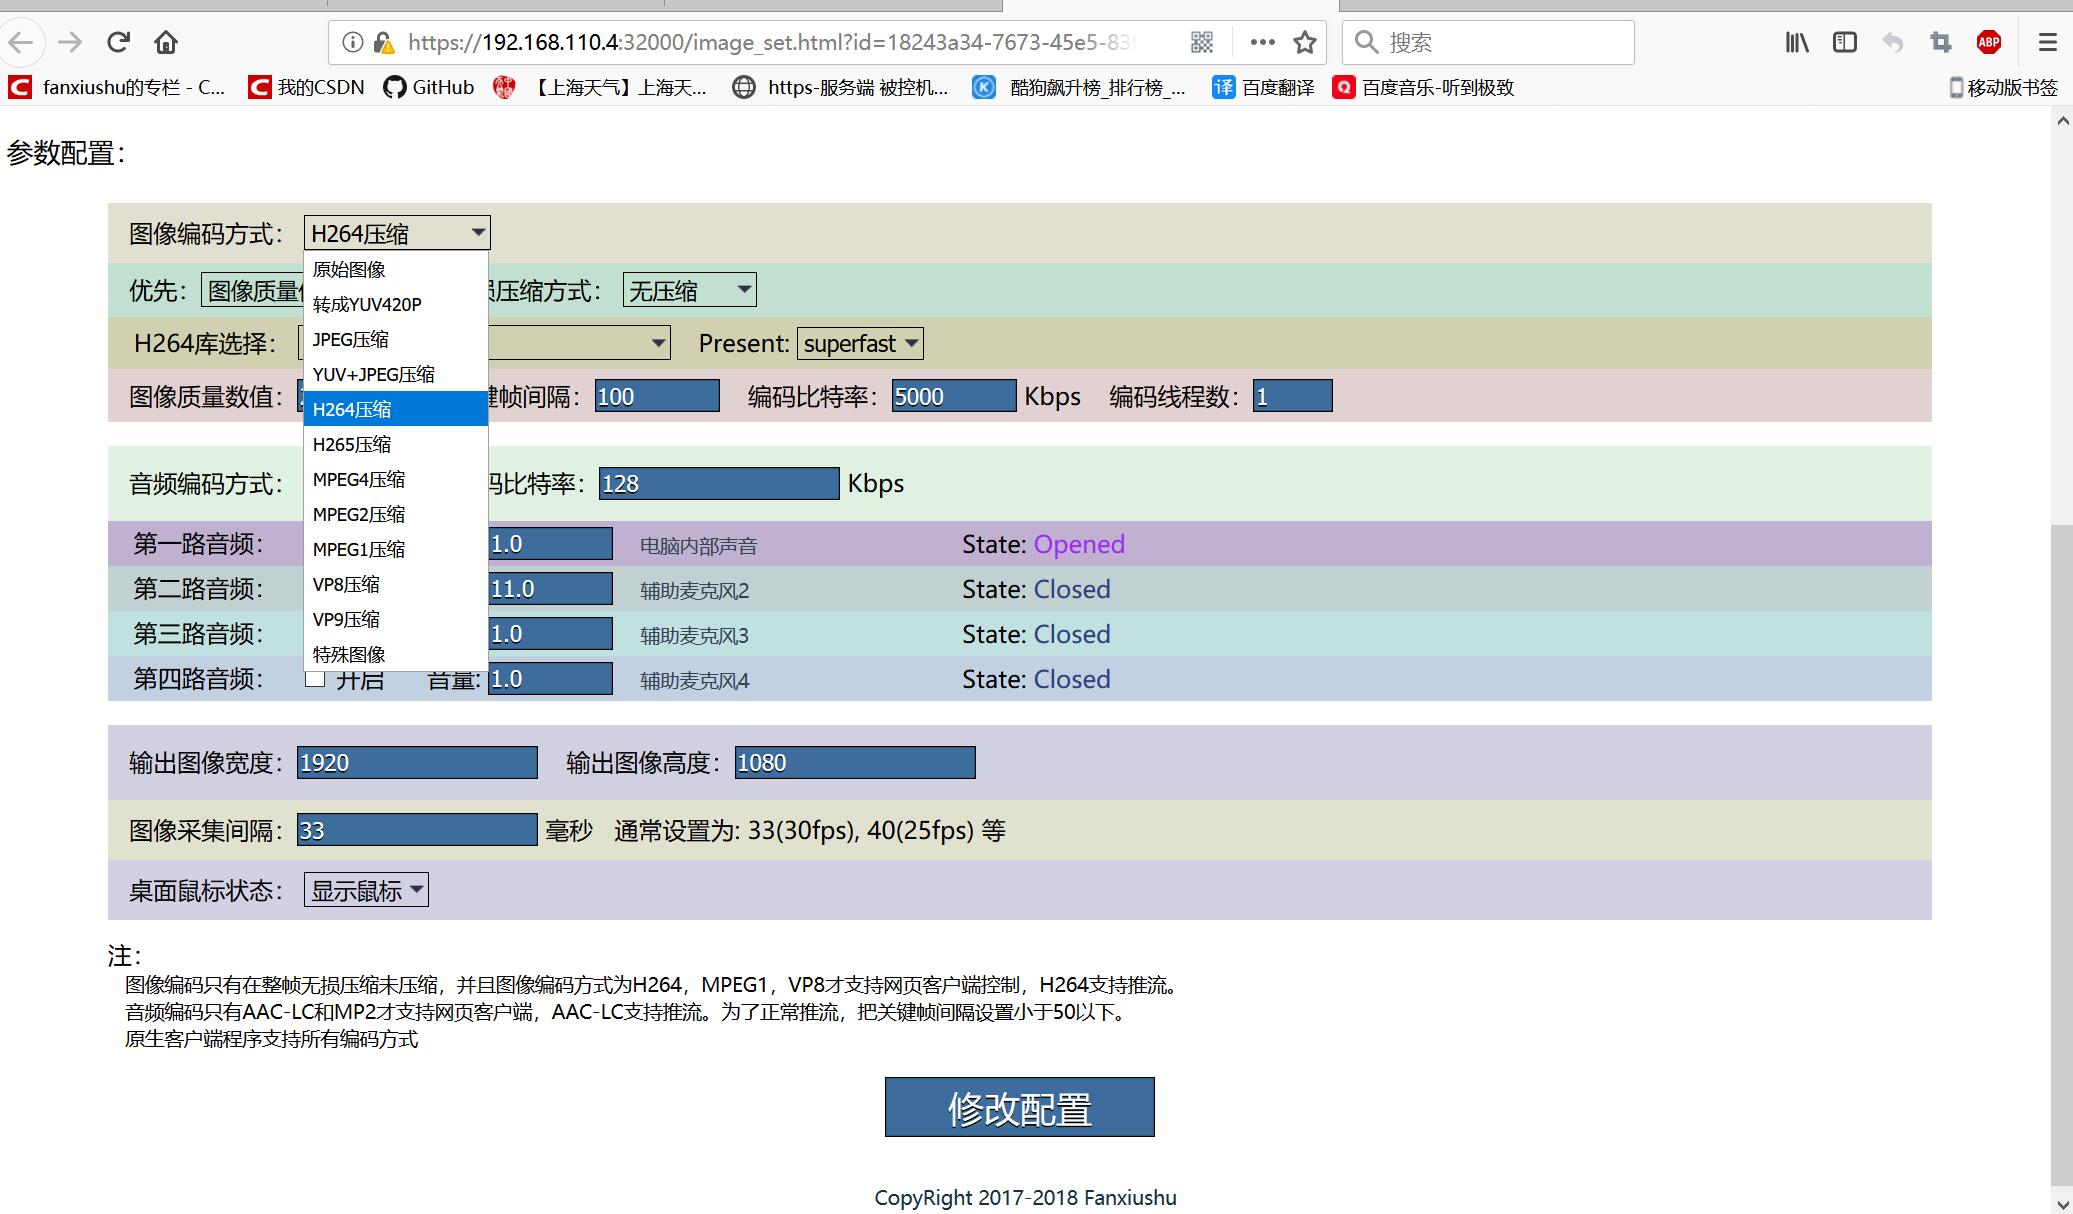 https://192.168.110.4:32000/image_set.html?id=18243a34-7673-45e5-83
搜索
ABP
fanxiushu的专栏 - C...
我的CSDN
GitHub
【上海天气】上海天...
https-服务端 被控机...
酷狗飙升榜_排行榜_...
译 百度翻译
百度音乐-听到极致
移动版书签
参数配置：
图像编码方式： H264压缩
原始图像
转成YUV420P
JPEG压缩
YUV+JPEG压缩
H264压缩
H265压缩
MPEG4压缩
MPEG2压缩
MPEG1压缩
VP8压缩
VP9压缩
特殊图像
优先： 图像质量 压缩方式： 无压缩
H264库选择： Present: superfast
图像质量数值： 帧间隔： 100 编码比特率： 5000 Kbps 编码线程数： 1
音频编码方式： 比特率： 128 Kbps
第一路音频： 1.0 电脑内部声音 State: Opened
第二路音频： 11.0 辅助麦克风2 State: Closed
第三路音频： 1.0 辅助麦克风3 State: Closed
第四路音频： 开启 音量: 1.0 辅助麦克风4 State: Closed
输出图像宽度： 1920 输出图像高度： 1080
图像采集间隔： 33 毫秒 通常设置为: 33(30fps), 40(25fps) 等
桌面鼠标状态： 显示鼠标
注：
图像编码只有在整帧无损压缩未压缩，并且图像编码方式为H264，MPEG1，VP8才支持网页客户端控制，H264支持推流。
音频编码只有AAC-LC和MP2才支持网页客户端，AAC-LC支持推流。为了正常推流，把关键帧间隔设置小于50以下。
原生客户端程序支持所有编码方式
修改配置
CopyRight 2017-2018 Fanxiushu